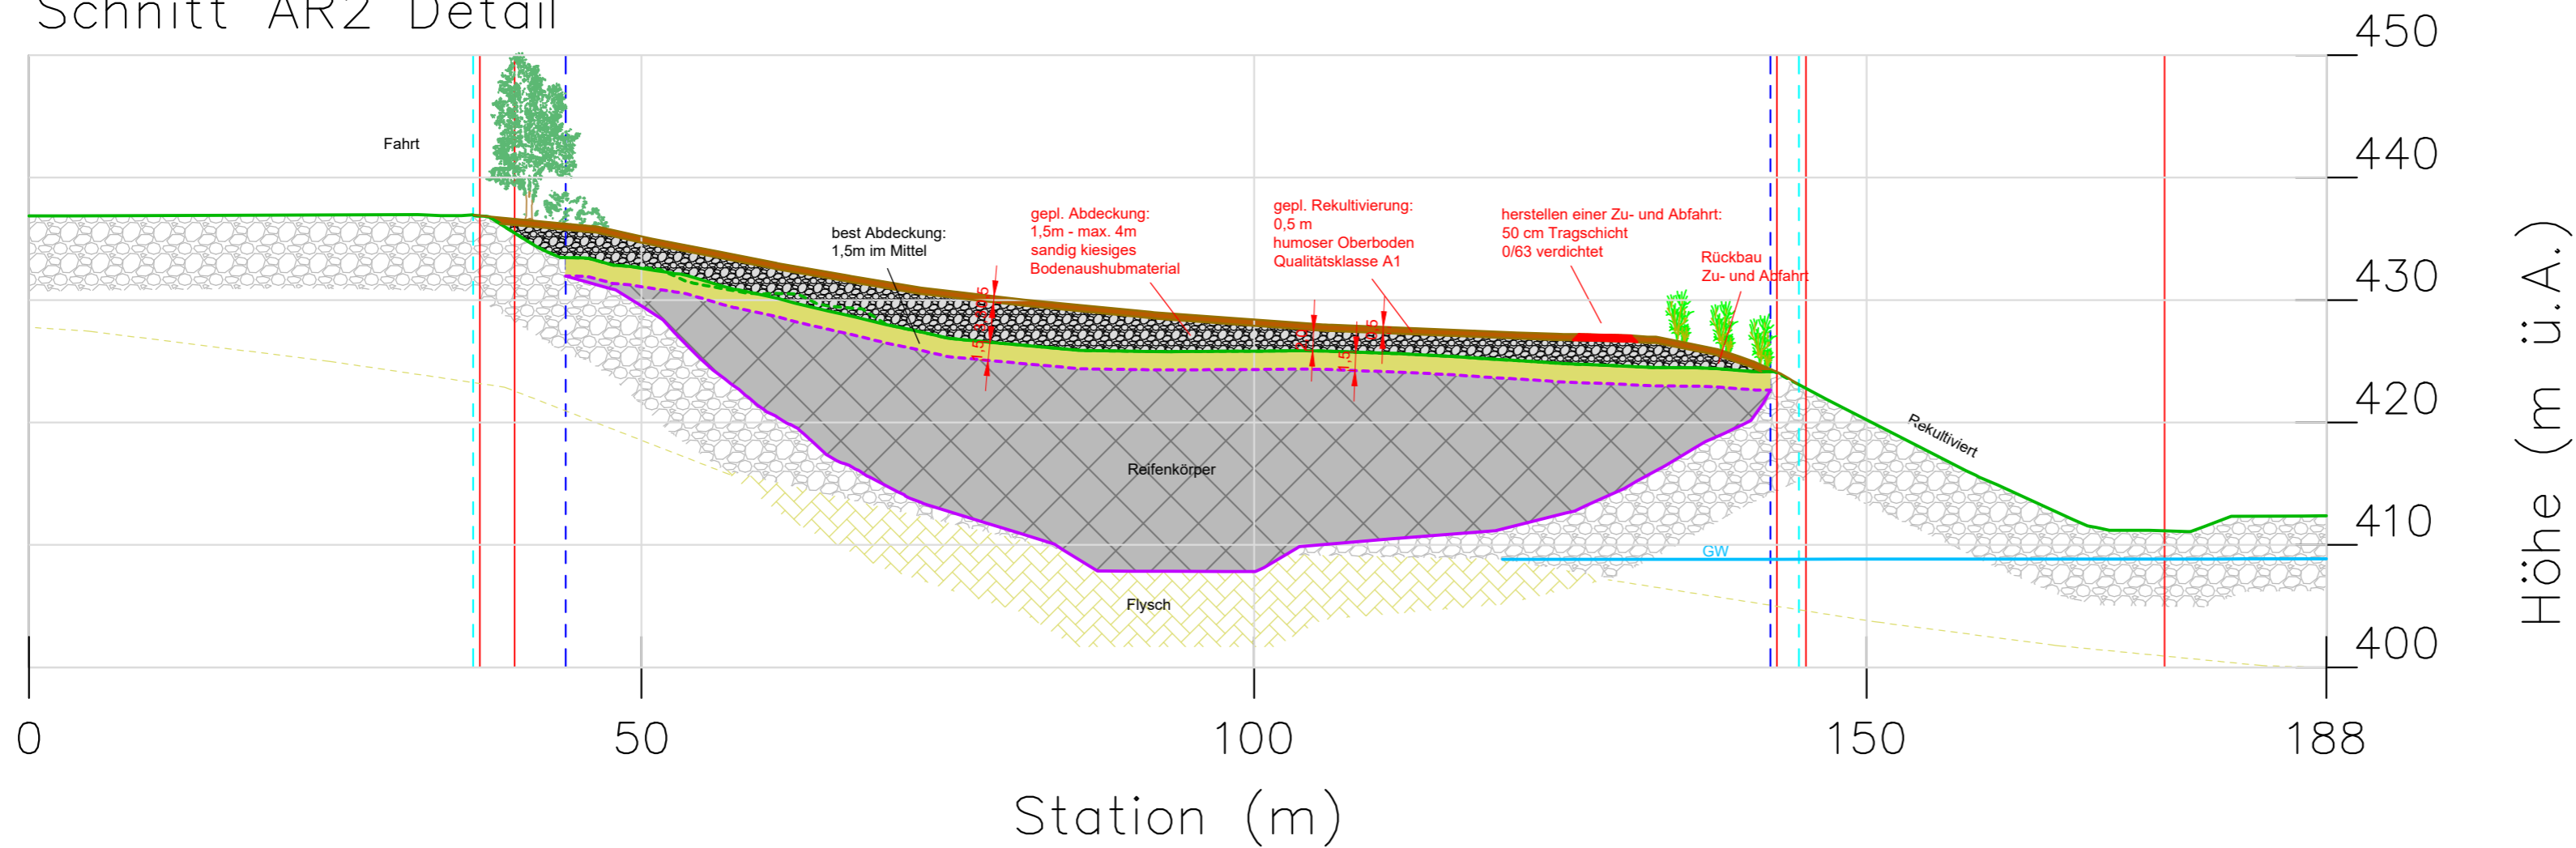 Schnitt AR2 Detail
450
440
430
420
410
400
Höhe (m ü.A.)
Fahrt
best Abdeckung:
1,5m im Mittel
gepl. Abdeckung:
1,5m - max. 4m
sandig kiesiges
Bodenaushubmaterial
gepl. Rekultivierung:
0,5 m
humoser Oberboden
Qualitätsklasse A1
herstellen einer Zu- und Abfahrt:
50 cm Tragschicht
0/63 verdichtet
Rückbau
Zu- und Abfahrt
Rekultiviert
Reifenkörper
Flysch
GW
0
50
100
150
188
Station (m)